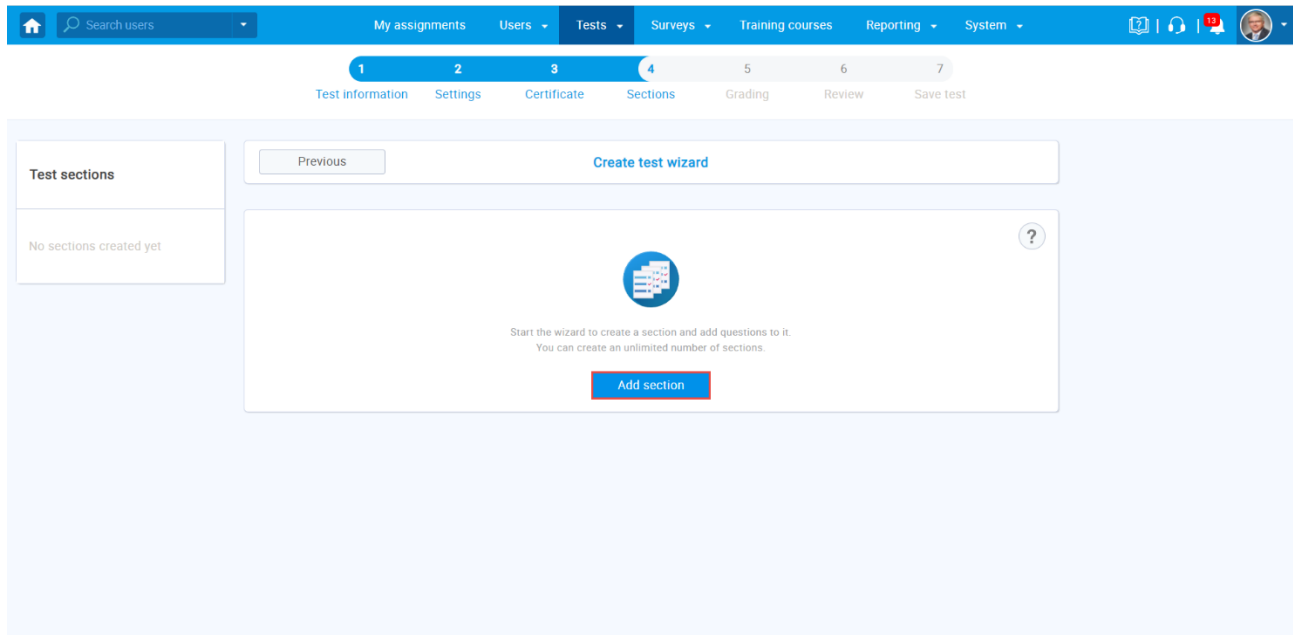 Search users
My assignments Users Tests Surveys Training courses Reporting System
13
1 2 3 4 5 6 7
Test information Settings Certificate Sections Grading Review Save test
Test sections
No sections created yet
Previous
Create test wizard
?
Start the wizard to create a section and add questions to it.
You can create an unlimited number of sections.
Add section